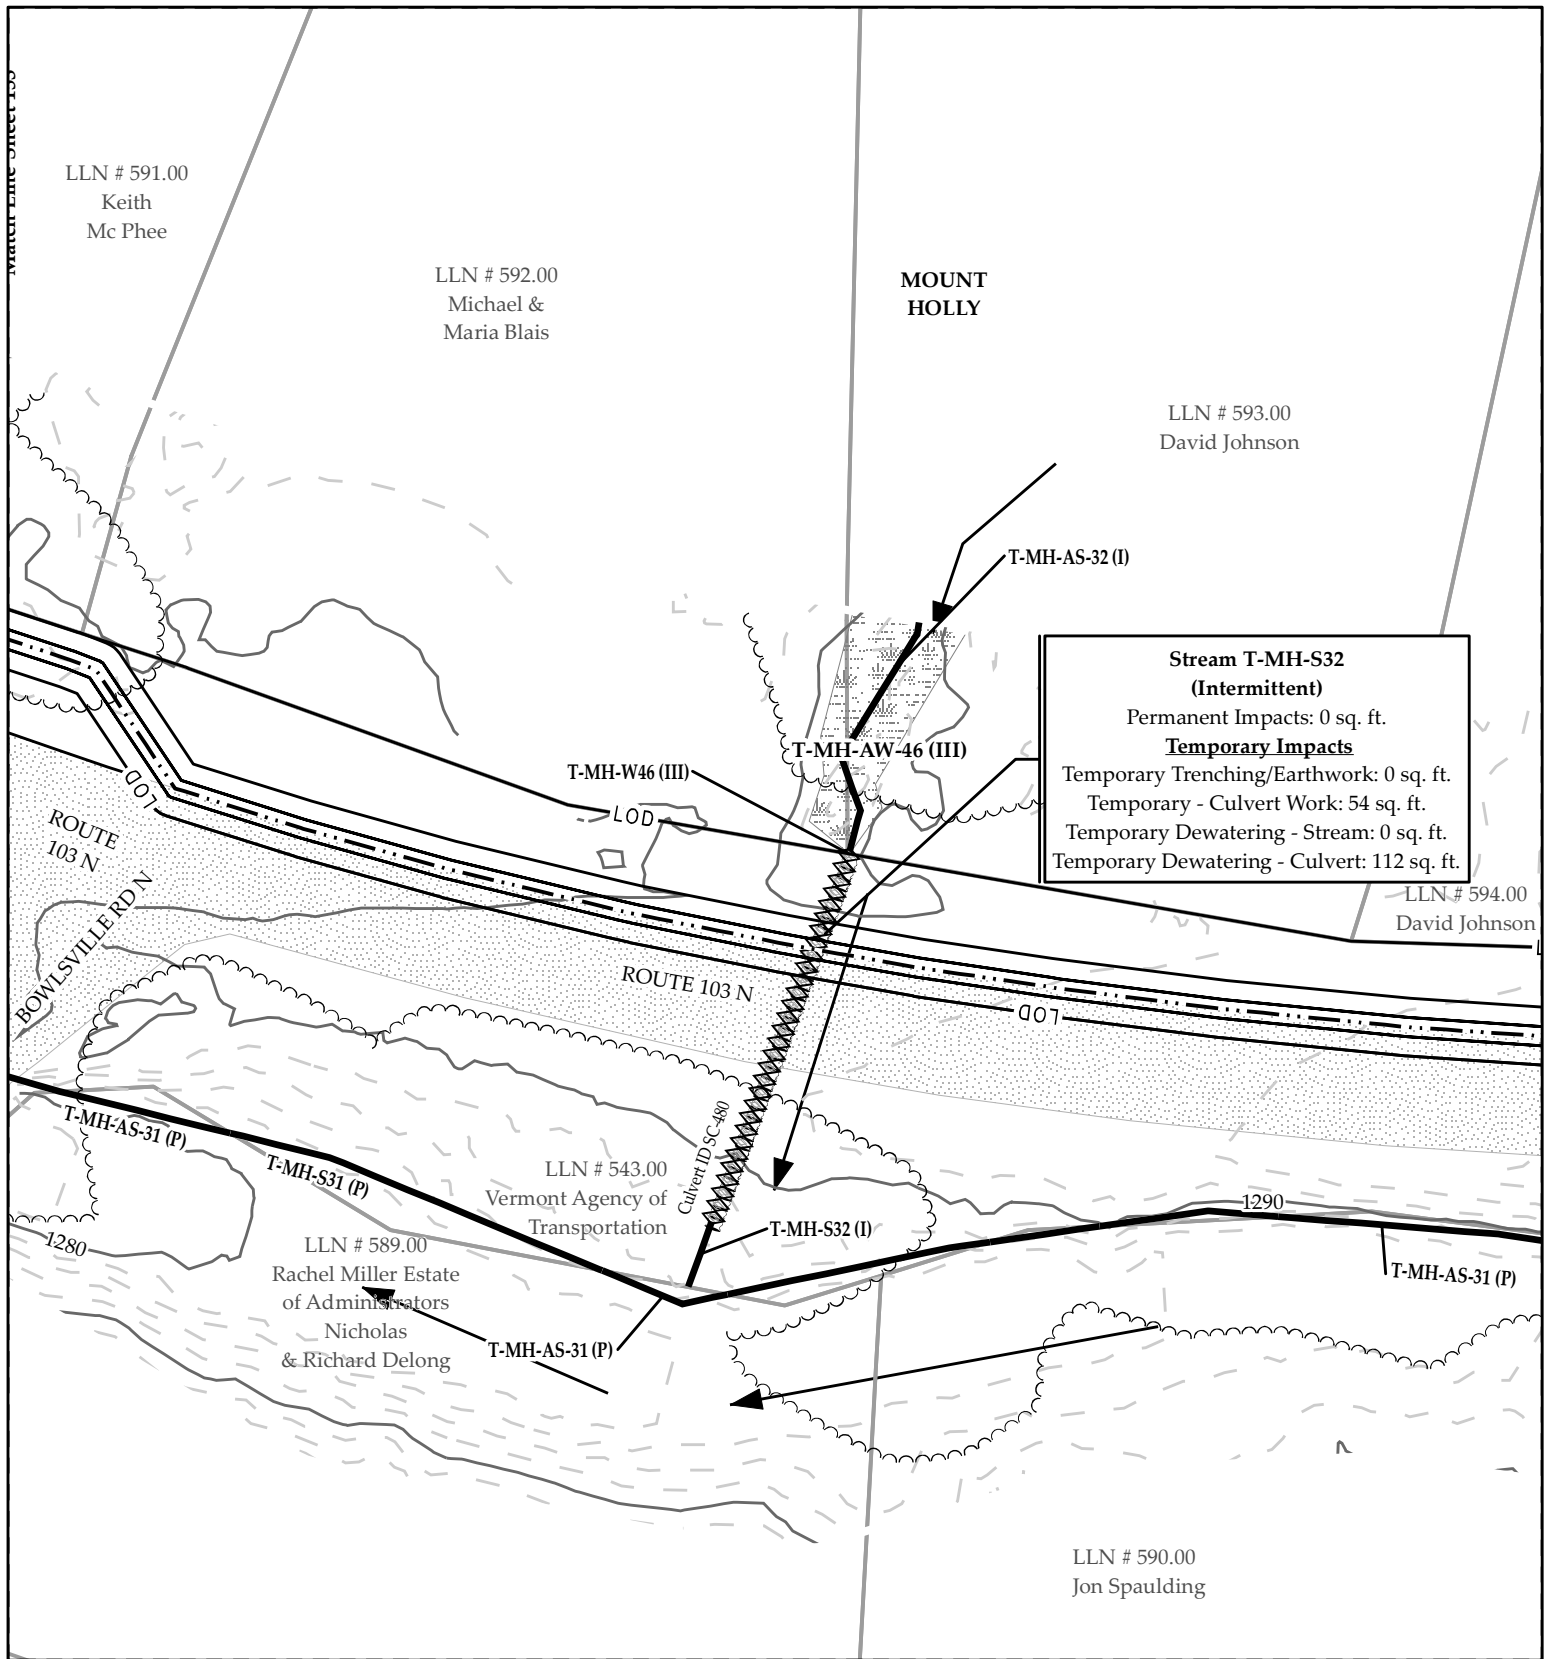 LLN # 591.00
Keith
Mc Phee
LLN # 592.00
Michael &
Maria Blais
MOUNT
HOLLY
LLN # 593.00
David Johnson
T-MH-AS-32 (I)
Stream T-MH-S32
(Intermittent)
Permanent Impacts: 0 sq. ft.
Temporary Impacts
Temporary Trenching/Earthwork: 0 sq. ft.
Temporary - Culvert Work: 54 sq. ft.
Temporary Dewatering - Stream: 0 sq. ft.
Temporary Dewatering - Culvert: 112 sq. ft.
T-MH-AW-46 (III)
T-MH-W46 (III)
LOD
LOD
ROUTE
103 N
LLN # 594.00
David Johnson
BOWLSVILLE RD N
ROUTE 103 N
LOD
T-MH-AS-31 (P)
T-MH-S31 (P)
Culvert ID SC-480
LLN # 543.00
Vermont Agency of
Transportation
1290
T-MH-S32 (I)
1280
LLN # 589.00
Rachel Miller Estate
of Administrators
Nicholas
& Richard Delong
T-MH-AS-31 (P)
T-MH-AS-31 (P)
LLN # 590.00
Jon Spaulding